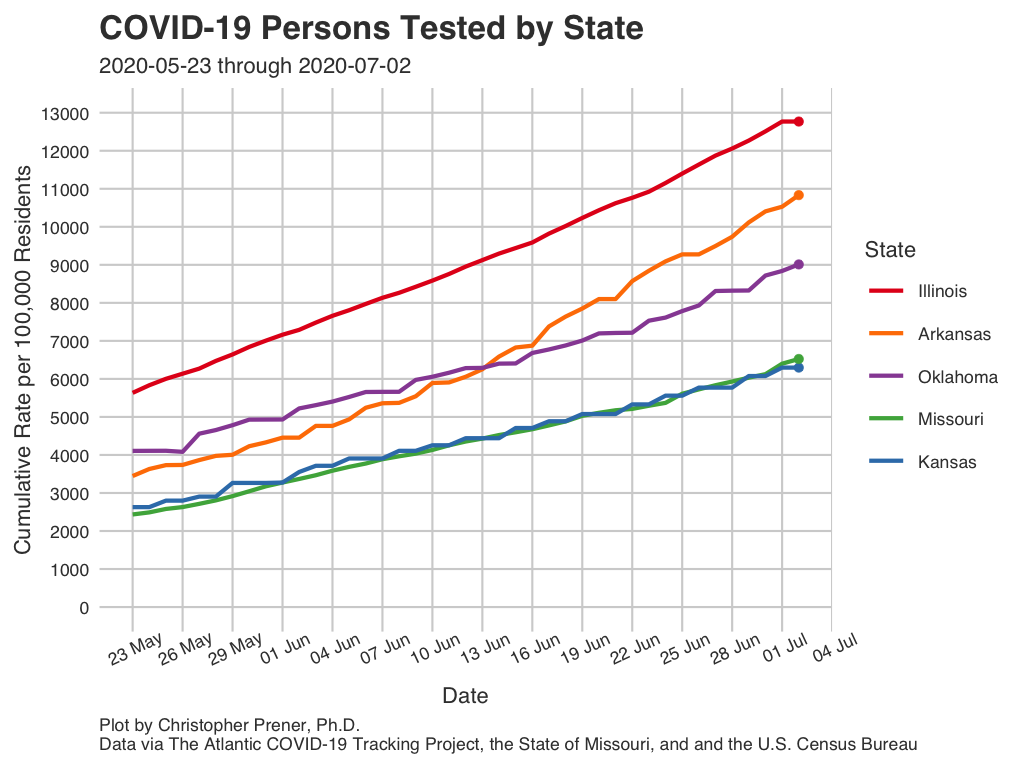 COVID-19 Persons Tested by State
2020-05-23 through 2020-07-02
Cumulative Rate per 100,000 Residents
13000
12000
11000
10000
9000
8000
7000
6000
5000
4000
3000
2000
1000
0
23 May
26 May
29 May
01 Jun
04 Jun
07 Jun
10 Jun
13 Jun
16 Jun
19 Jun
22 Jun
25 Jun
28 Jun
01 Jul
04 Jul
Date
State
Illinois
Arkansas
Oklahoma
Missouri
Kansas
Plot by Christopher Prener, Ph.D.
Data via The Atlantic COVID-19 Tracking Project, the State of Missouri, and and the U.S. Census Bureau